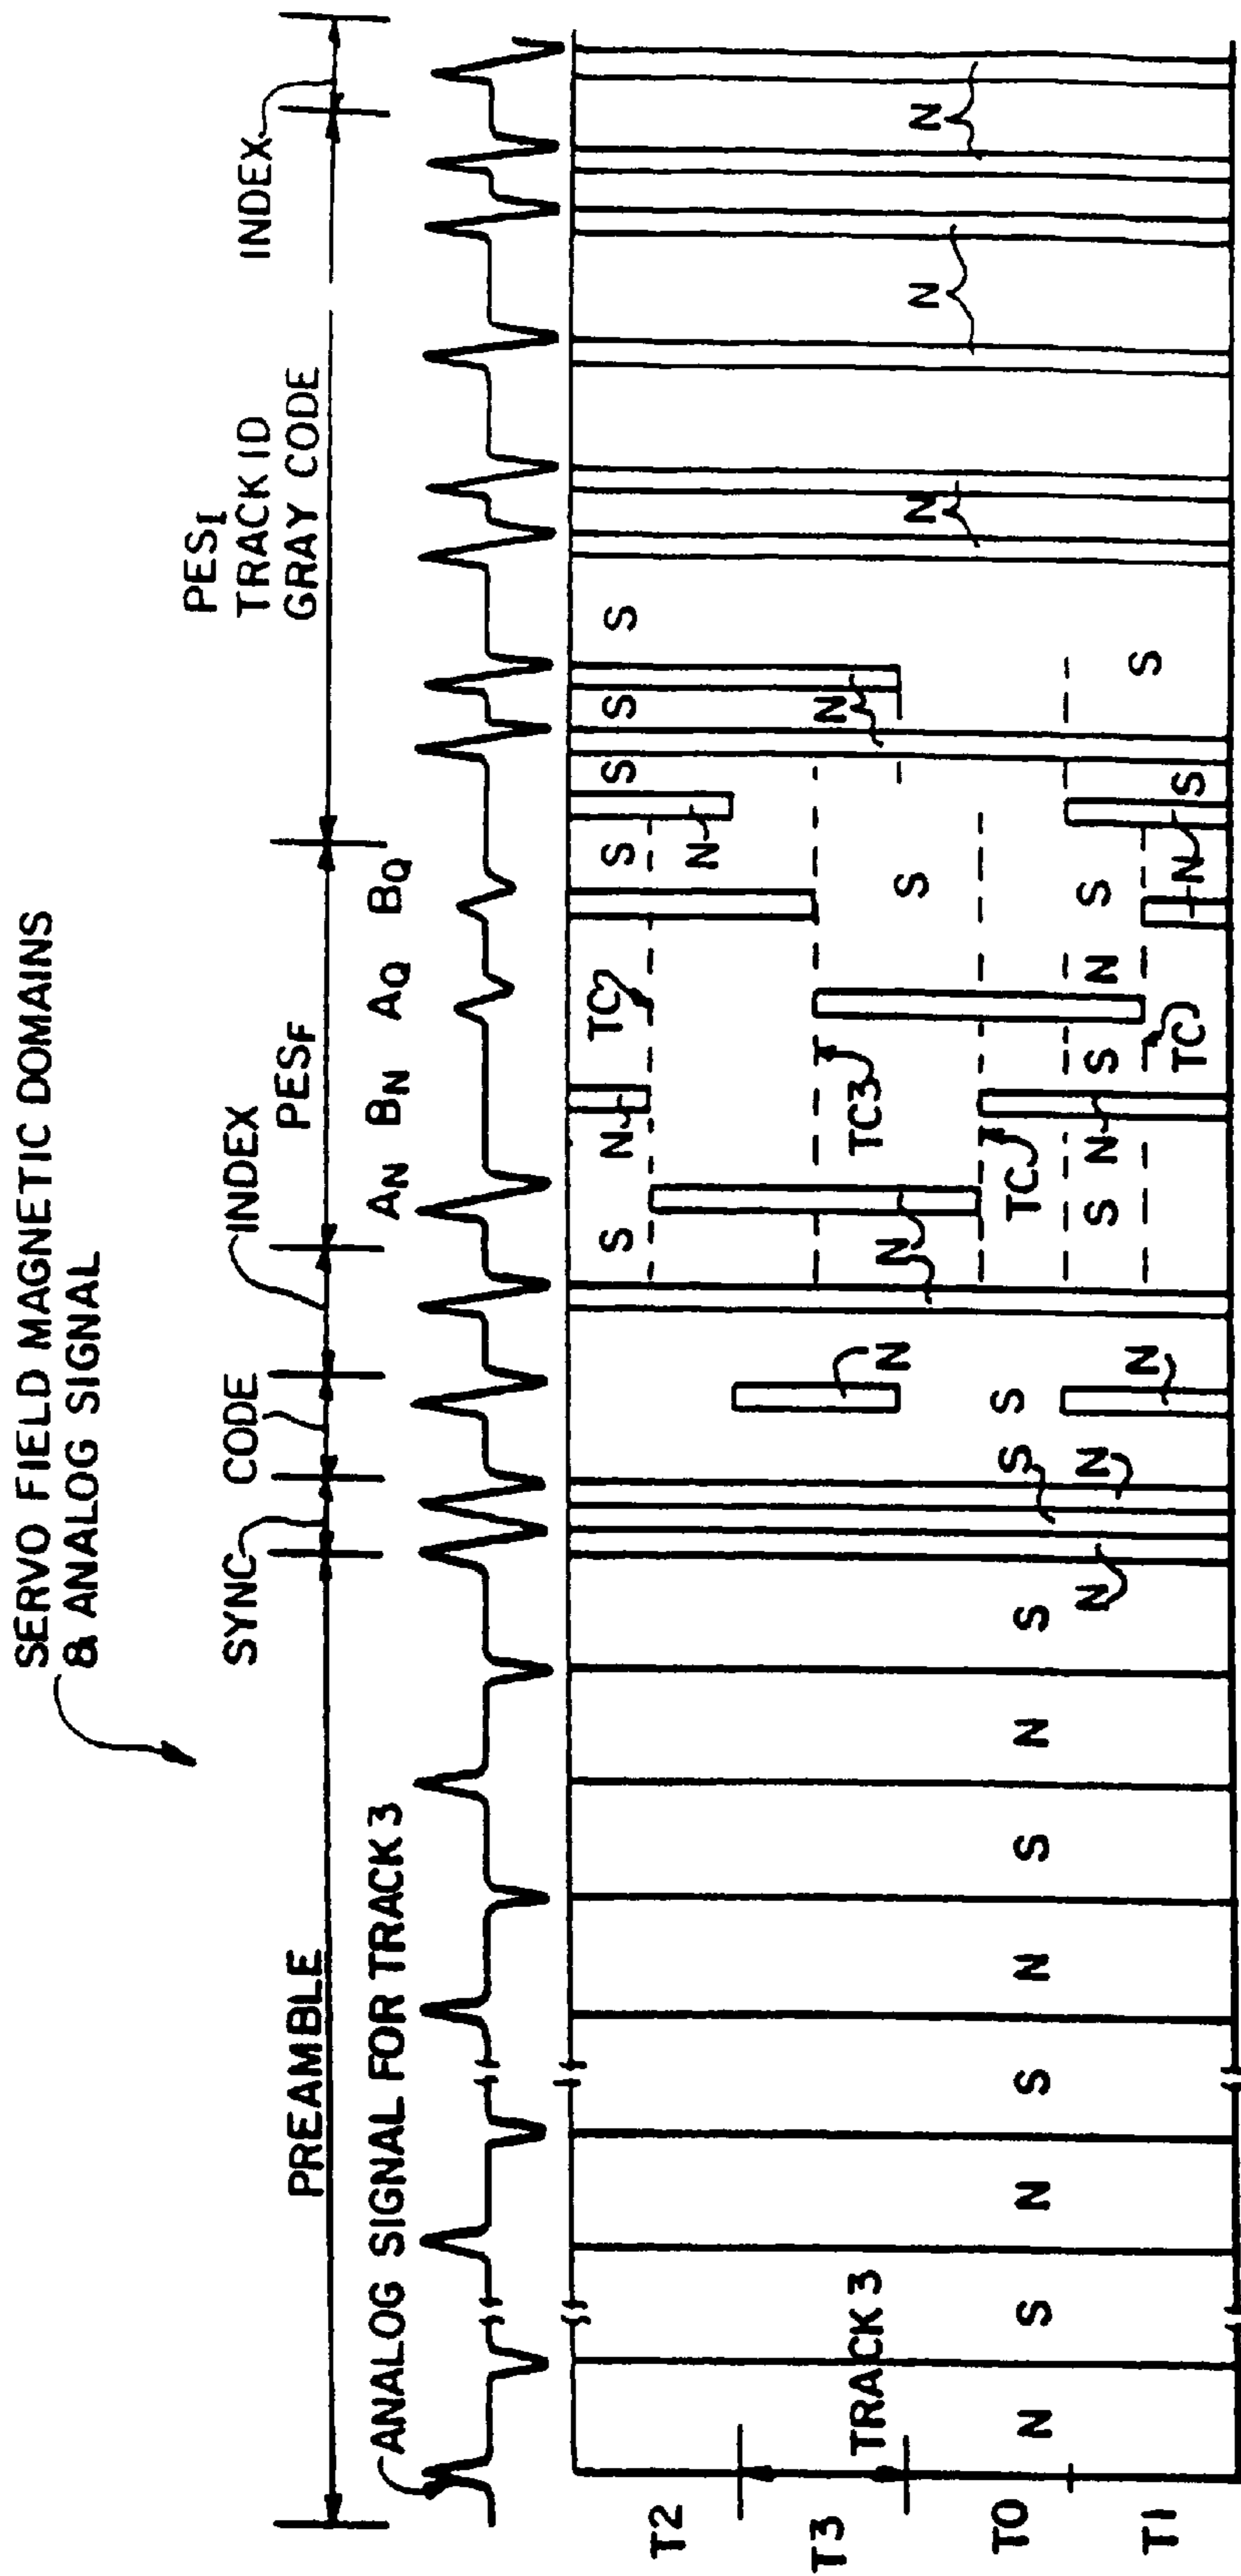 SERVO FIELD MAGNETIC DOMAINS
& ANALOG SIGNAL
PREAMBLE
SYNC
CODE
INDEX
PESF
AN BN AQ BQ
PESI
TRACK ID
GRAY CODE
INDEX
ANALOG SIGNAL FOR TRACK 3
T2
T3
T0
T1
TRACK 3
N S N S N S N S
N
S
N
S
N
N
N
S
N
S
N
TC
S
N
N
S
TC3
TC
TC
N
S
S
S
N
S
N
S
S
N
S
S
S
N
N
N